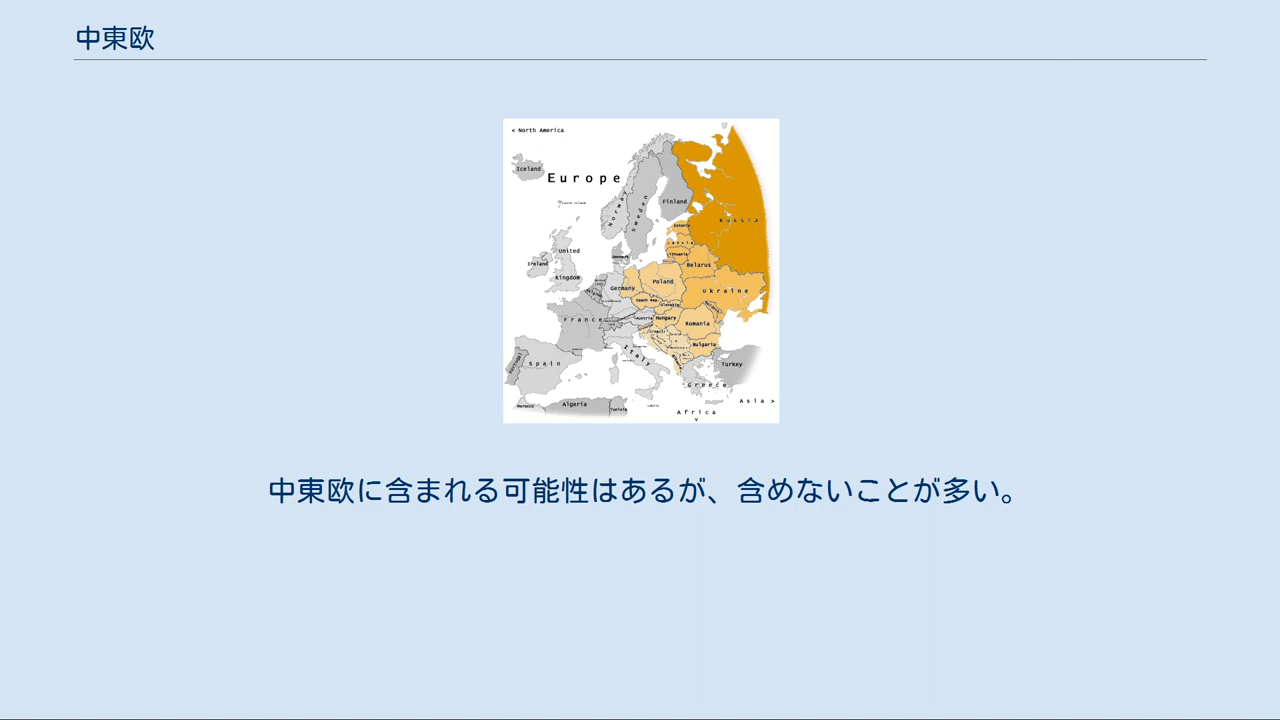 中東欧
< North America
Iceland
Europe
Norway
Sweden
Finland
Russia
Estonia
Latvia
Lithuania
United
Kingdom
Ireland
Denmark
Belarus
Germany
Poland
Ukraine
Czech Rep.
Slovakia
France
Austria
Hungary
Romania
Bulgaria
Italy
Spain
Portugal
Turkey
Greece
Morocco
Algeria
Tunisia
Asia >
Africa
v
中東欧に含まれる可能性はあるが、含めないことが多い。